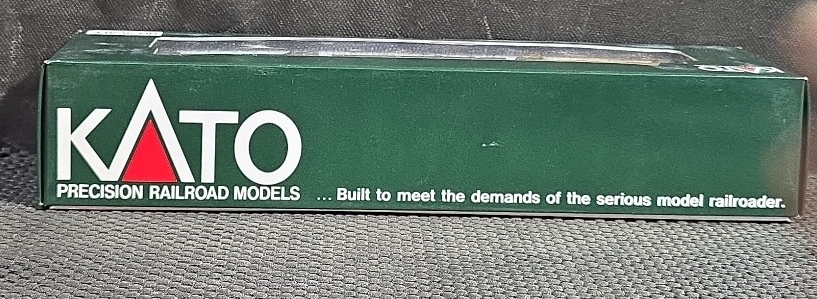 KATO
PRECISION RAILROAD MODELS ... Built to meet the demands of the serious model railroader.